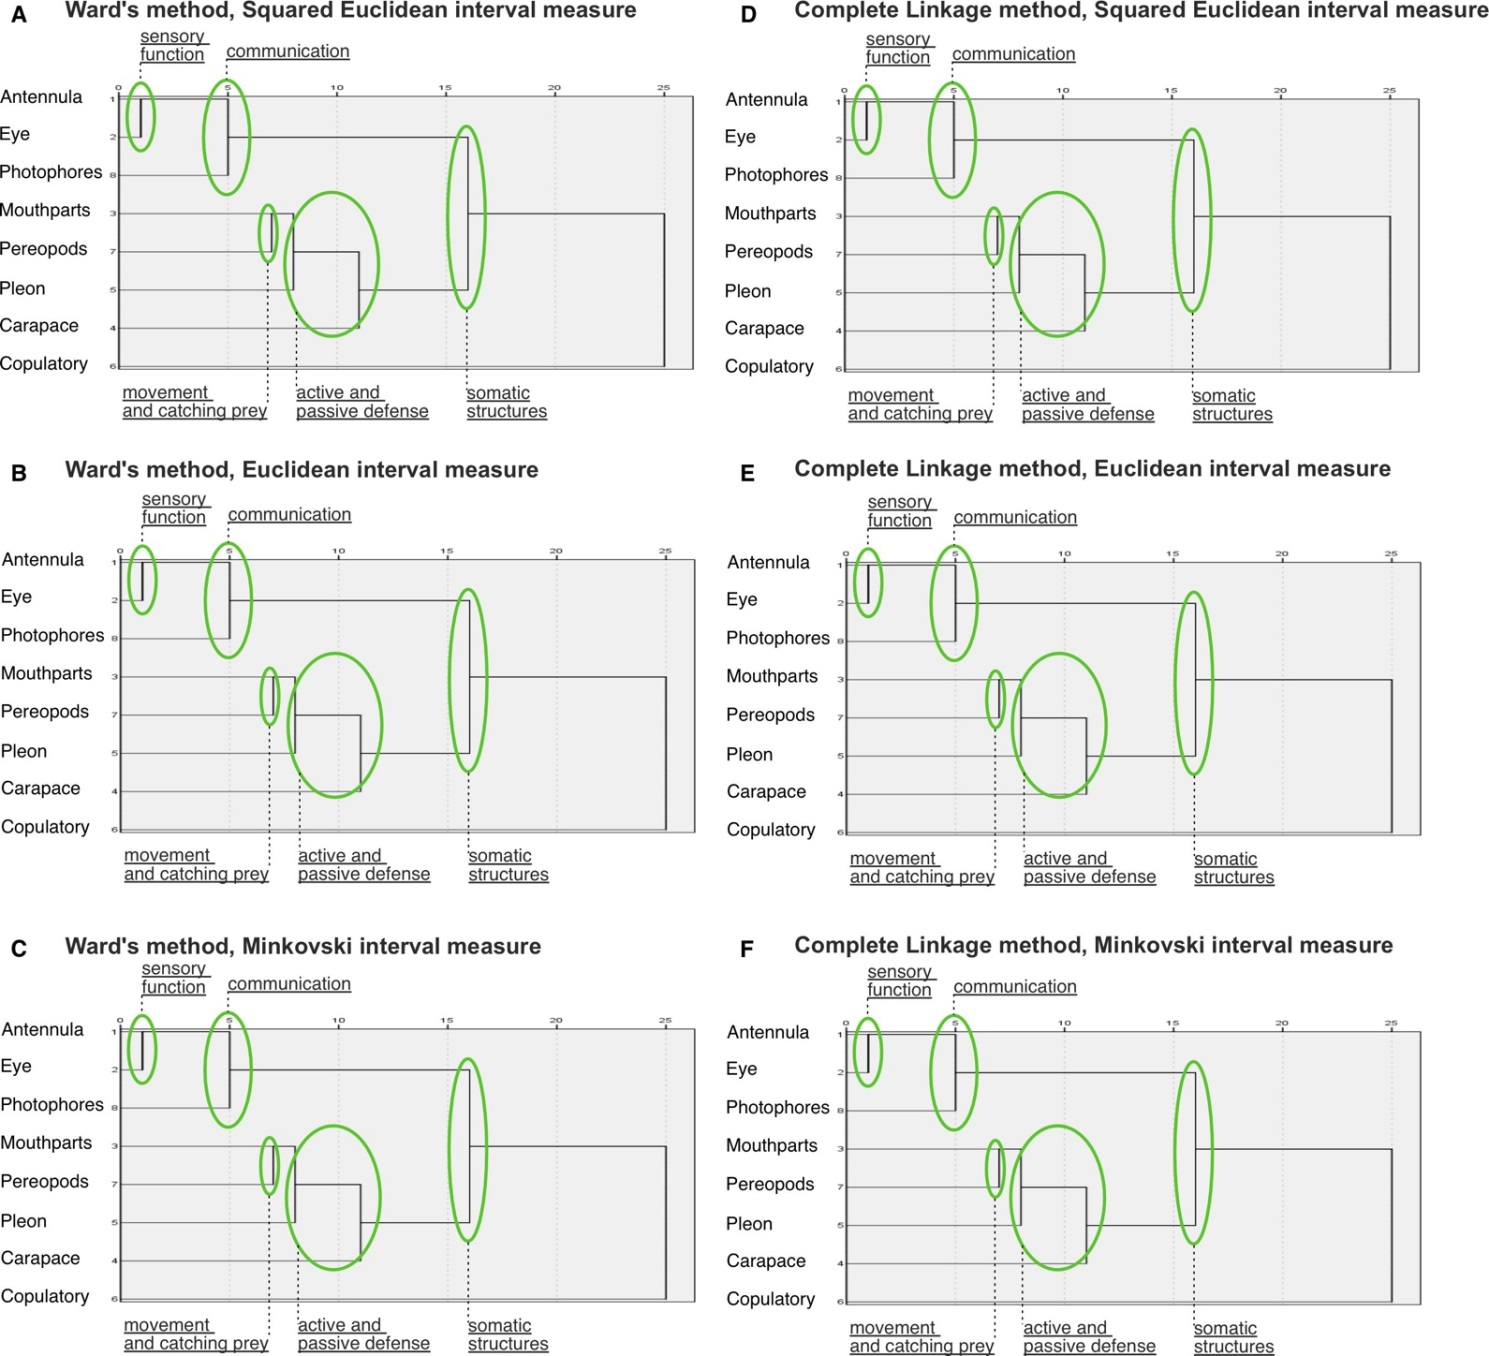 A Ward's method, Squared Euclidean interval measure
sensory
function
communication
0 5 10 15 20 25
Antennula 1
Eye 2
Photophores 8
Mouthparts 3
Pereopods 7
Pleon 5
Carapace 4
Copulatory 6
movement
and catching prey
active and
passive defense
somatic
structures
D Complete Linkage method, Squared Euclidean interval measure
sensory
function
communication
0 5 10 15 20 25
Antennula 1
Eye 2
Photophores 8
Mouthparts 3
Pereopods 7
Pleon 5
Carapace 4
Copulatory 6
movement
and catching prey
active and
passive defense
somatic
structures
B Ward's method, Euclidean interval measure
sensory
function
communication
0 5 10 15 20 25
Antennula 1
Eye 2
Photophores 8
Mouthparts 3
Pereopods 7
Pleon 5
Carapace 4
Copulatory 6
movement
and catching prey
active and
passive defense
somatic
structures
E Complete Linkage method, Euclidean interval measure
sensory
function
communication
0 5 10 15 20 25
Antennula 1
Eye 2
Photophores 8
Mouthparts 3
Pereopods 7
Pleon 5
Carapace 4
Copulatory 6
movement
and catching prey
active and
passive defense
somatic
structures
C Ward's method, Minkovski interval measure
sensory
function
communication
0 5 10 15 20 25
Antennula 1
Eye 2
Photophores 8
Mouthparts 3
Pereopods 7
Pleon 5
Carapace 4
Copulatory 6
movement
and catching prey
active and
passive defense
somatic
structures
F Complete Linkage method, Minkovski interval measure
sensory
function
communication
0 5 10 15 20 25
Antennula 1
Eye 2
Photophores 8
Mouthparts 3
Pereopods 7
Pleon 5
Carapace 4
Copulatory 6
movement
and catching prey
active and
passive defense
somatic
structures